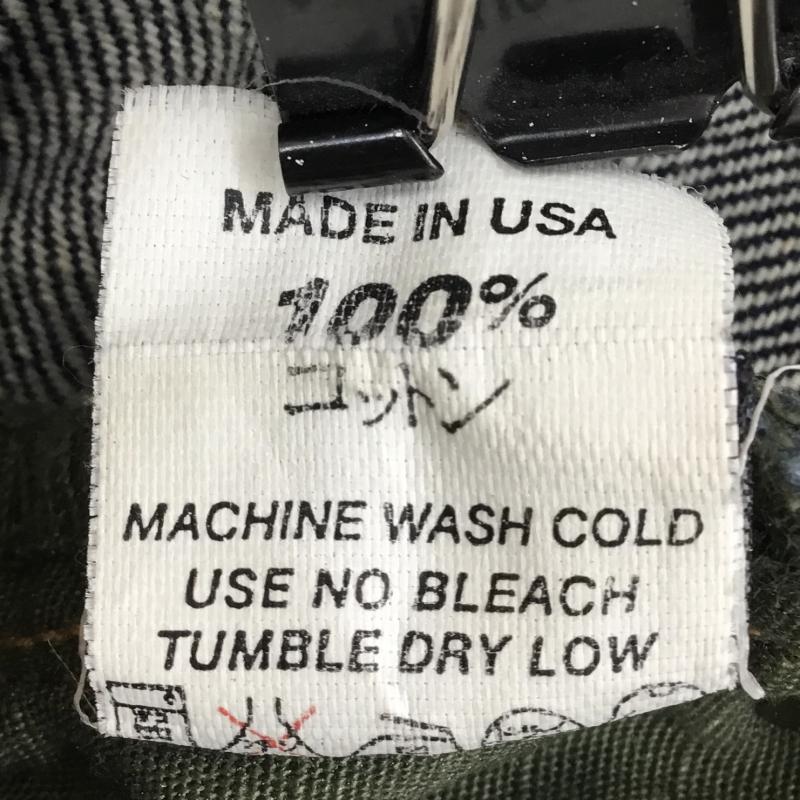 MADE IN USA
100%
コットン
MACHINE WASH COLD
USE NO BLEACH
TUMBLE DRY LOW